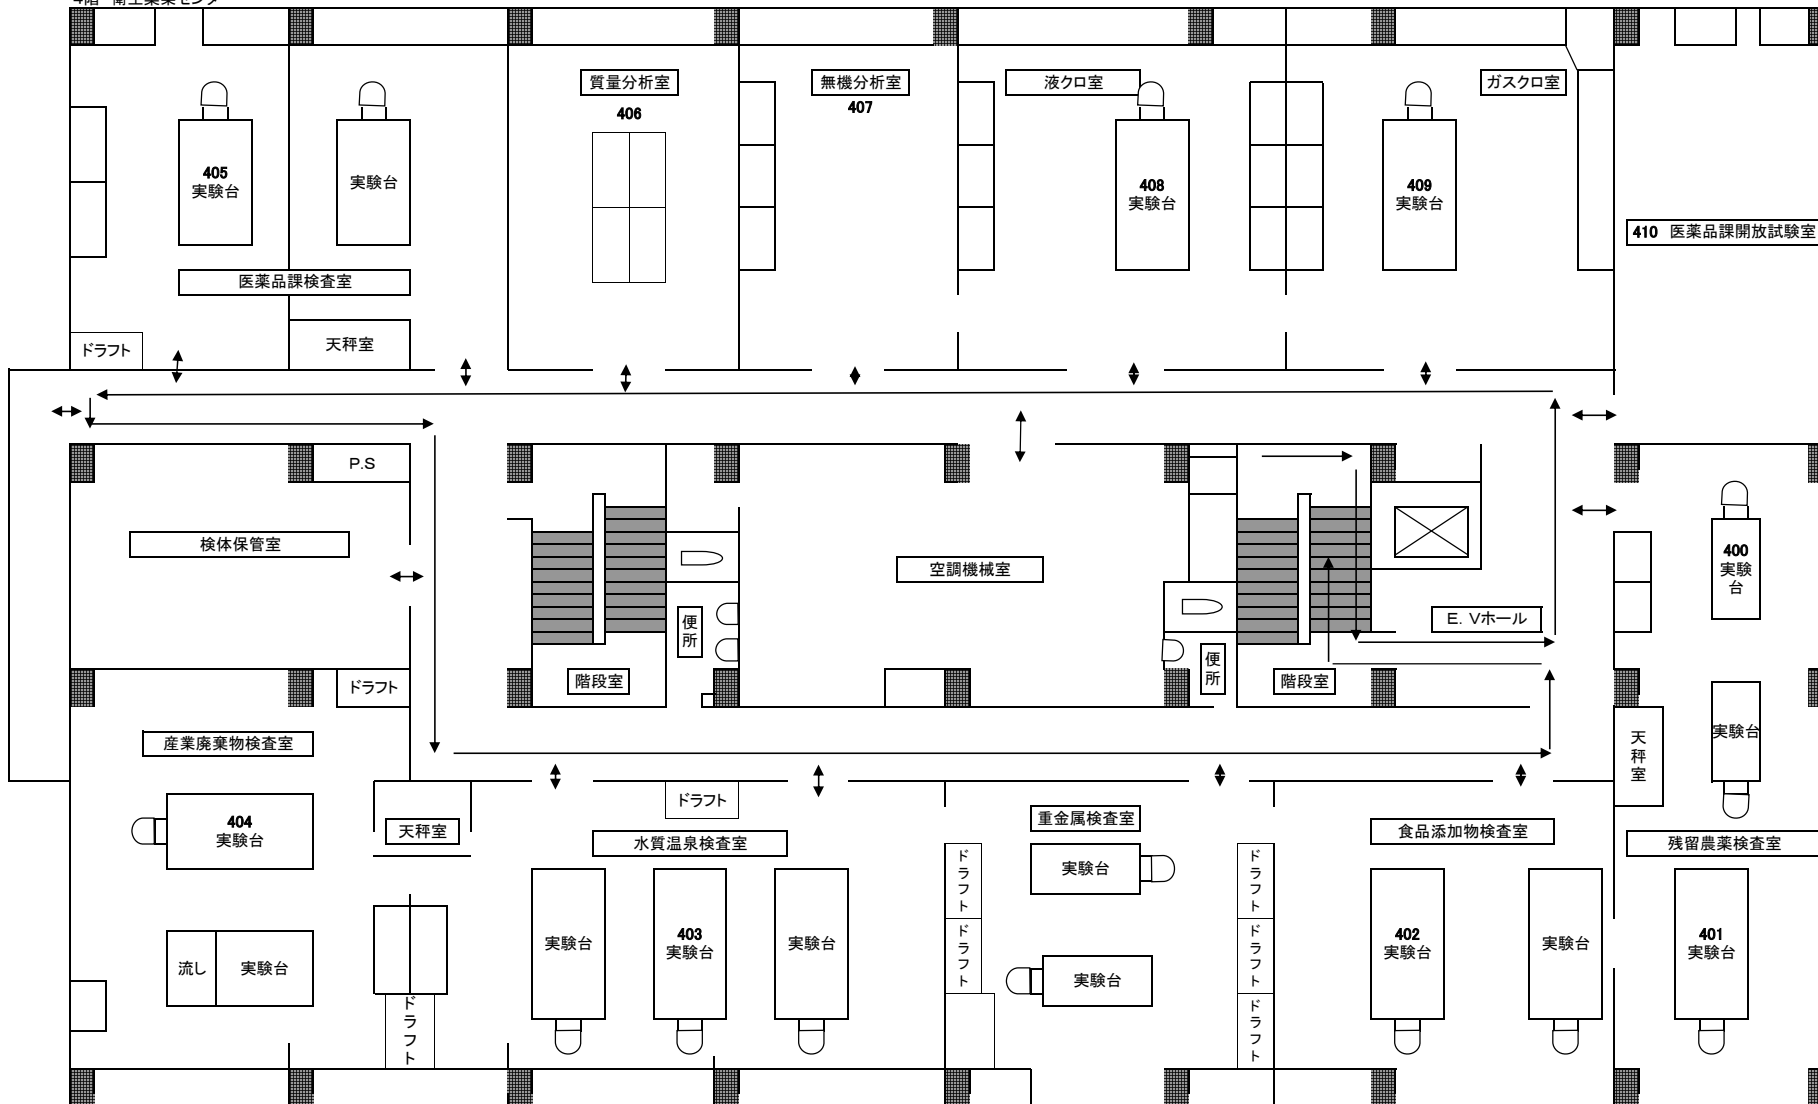 4階 衛生薬業センター
質量分析室
406
無機分析室
407
液クロ室
ガスクロ室
405
実験台
実験台
408
実験台
409
実験台
410 医薬品課開放試験室
医薬品課検査室
ドラフト
天秤室
P.S
検体保管室
空調機械室
400
実験
台
便
所
E. Vホール
階段室
便
所
階段室
ドラフト
産業廃棄物検査室
実験台
天
秤
室
404
実験台
天秤室
ドラフト
水質温泉検査室
重金属検査室
食品添加物検査室
残留農薬検査室
実験台
ドラフト
ドラフト
流し
実験台
実験台
403
実験台
実験台
ドラフト
実験台
ドラフト
402
実験台
実験台
401
実験台
ドラフト
ドラフト